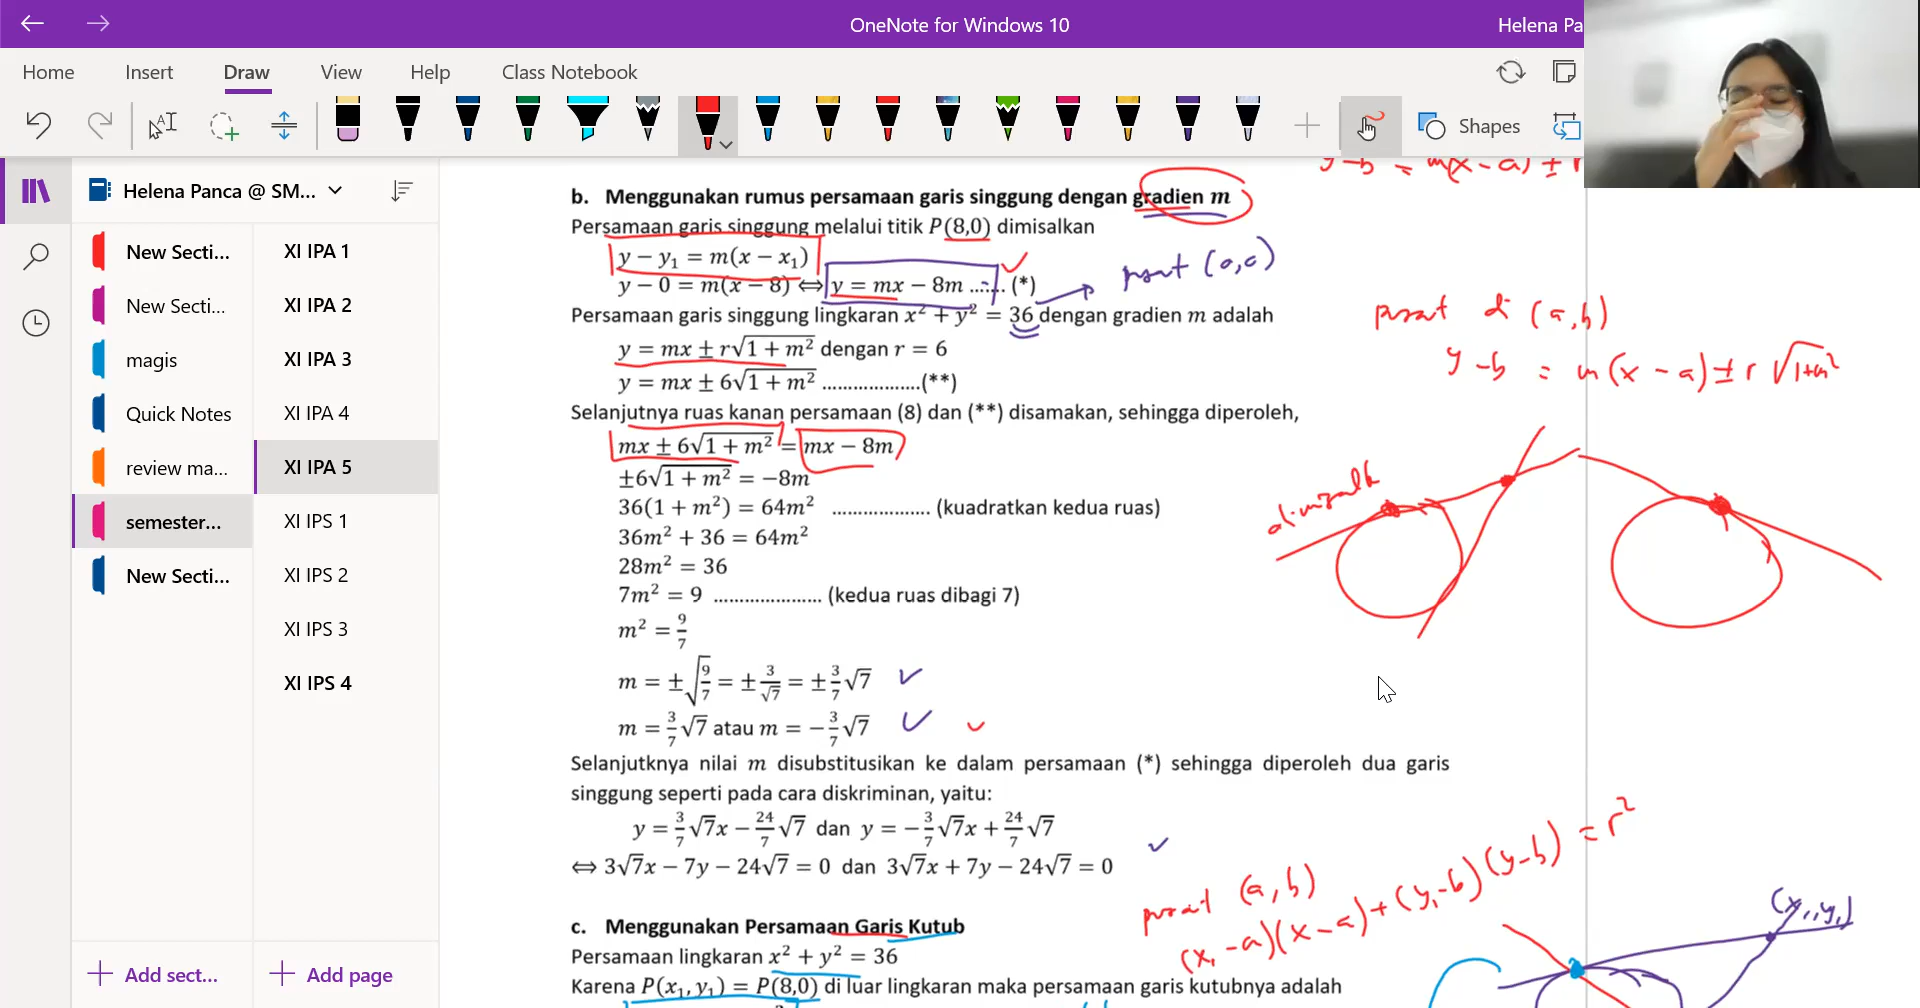 OneNote for Windows 10
Helena Pa
Home Insert Draw View Help Class Notebook
Shapes
Helena Panca @ SM...
New Secti...
New Secti...
magis
Quick Notes
review ma...
semester...
New Secti...
Add sect...
XI IPA 1
XI IPA 2
XI IPA 3
XI IPA 4
XI IPA 5
XI IPS 1
XI IPS 2
XI IPS 3
XI IPS 4
Add page
y - b = m(x - a) ± r
b. Menggunakan rumus persamaan garis singgung dengan gradien m
Persamaan garis singgung melalui titik P(8,0) dimisalkan
y − y₁ = m(x − x₁)
y − 0 = m(x − 8) ⇔ y = mx − 8m ...... (*)
pusat (0,0)
Persamaan garis singgung lingkaran x² + y² = 36 dengan gradien m adalah
y = mx ± r√(1 + m²) dengan r = 6
y = mx ± 6√(1 + m²) ...................(**)
pusat di (a,b)
y - b = m(x - a) ± r √(1+m²)
Selanjutnya ruas kanan persamaan (8) dan (**) disamakan, sehingga diperoleh,
mx ± 6√(1 + m²) = mx − 8m
±6√(1 + m²) = −8m
36(1 + m²) = 64m² .................. (kuadratkan kedua ruas)
36m² + 36 = 64m²
28m² = 36
7m² = 9 .................... (kedua ruas dibagi 7)
m² = 9/7
m = ±√(9/7) = ± 3/√7 = ± 3/7 √7
m = 3/7 √7 atau m = − 3/7 √7
Selanjutknya nilai m disubstitusikan ke dalam persamaan (*) sehingga diperoleh dua garis
singgung seperti pada cara diskriminan, yaitu:
y = 3/7 √7x − 24/7 √7 dan y = − 3/7 √7x + 24/7 √7
⇔ 3√7x − 7y − 24√7 = 0 dan 3√7x + 7y − 24√7 = 0
pusat (a,b)
(x₁-a)(x-a)+(y₁-b)(y-b) = r²
(x₁,y₁)
c. Menggunakan Persamaan Garis Kutub
Persamaan lingkaran x² + y² = 36
Karena P(x₁, y₁) = P(8,0) di luar lingkaran maka persamaan garis kutubnya adalah